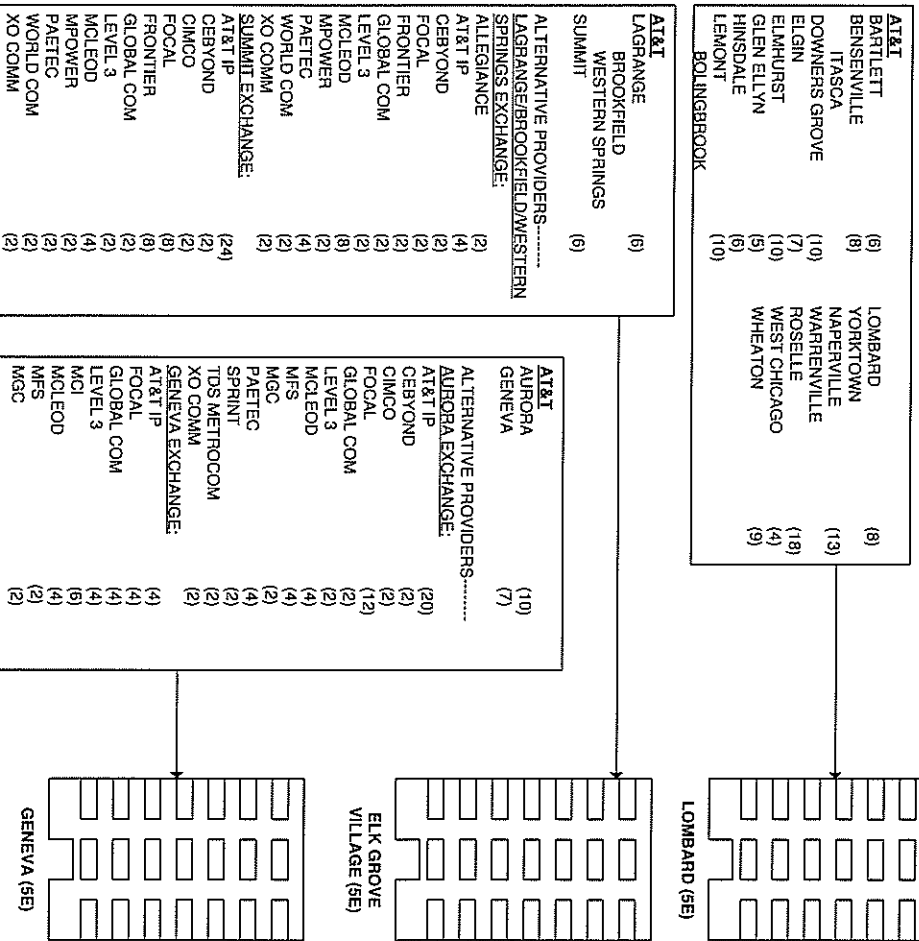 AT&T
BARTLETT (6) LOMBARD (8)
BENSENVILLE (8) YORKTOWN
ITASCA NAPERVILLE (13)
DOWNERS GROVE (10) WARRENVILLE
ELGIN (7) ROSELLE (18)
ELMHURST (10) WEST CHICAGO (4)
GLEN ELLYN (5) WHEATON (9)
HINSDALE (6)
LEMONT (10)
BOLINGBROOK
LOMBARD (5E)
AT&T
LAGRANGE (6)
BROOKFIELD
WESTERN SPRINGS
SUMMIT (6)
ALTERNATIVE PROVIDERS-------
LAGRANGE/BROOKFIELD/WESTERN
SPRINGS EXCHANGE:
ALLEGIANCE (2)
AT&T IP (4)
CEBYOND (2)
FOCAL (2)
FRONTIER (2)
GLOBAL COM (2)
LEVEL 3 (2)
MCLEOD (8)
MPOWER (2)
PAETEC (4)
WORLD COM (2)
XO COMM (2)
SUMMIT EXCHANGE:
AT&T IP (24)
CEBYOND (2)
CIMCO (2)
FOCAL (8)
FRONTIER (8)
GLOBAL COM (2)
LEVEL 3 (2)
MCLEOD (4)
MPOWER (2)
PAETEC (2)
WORLD COM (2)
XO COMM (2)
ELK GROVE
VILLAGE (5E)
AT&T
AURORA (10)
GENEVA (7)
ALTERNATIVE PROVIDERS--------
AURORA EXCHANGE:
AT&T IP (20)
CEBYOND (2)
CIMCO (2)
FOCAL (12)
GLOBAL COM (2)
LEVEL 3 (2)
MCLEOD (4)
MFS (4)
MGC (2)
PAETEC (4)
SPRINT (2)
TDS METROCOM (2)
XO COMM (2)
GENEVA EXCHANGE:
AT&T IP (4)
FOCAL (4)
GLOBAL COM (4)
LEVEL 3 (4)
MCI (6)
MCLEOD (4)
MFS (2)
MGC (2)
GENEVA (5E)